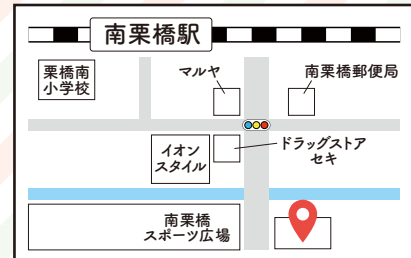 南栗橋駅
栗橋南
小学校
マルヤ
南栗橋郵便局
イオン
スタイル
ドラッグストア
セキ
南栗橋
スポーツ広場